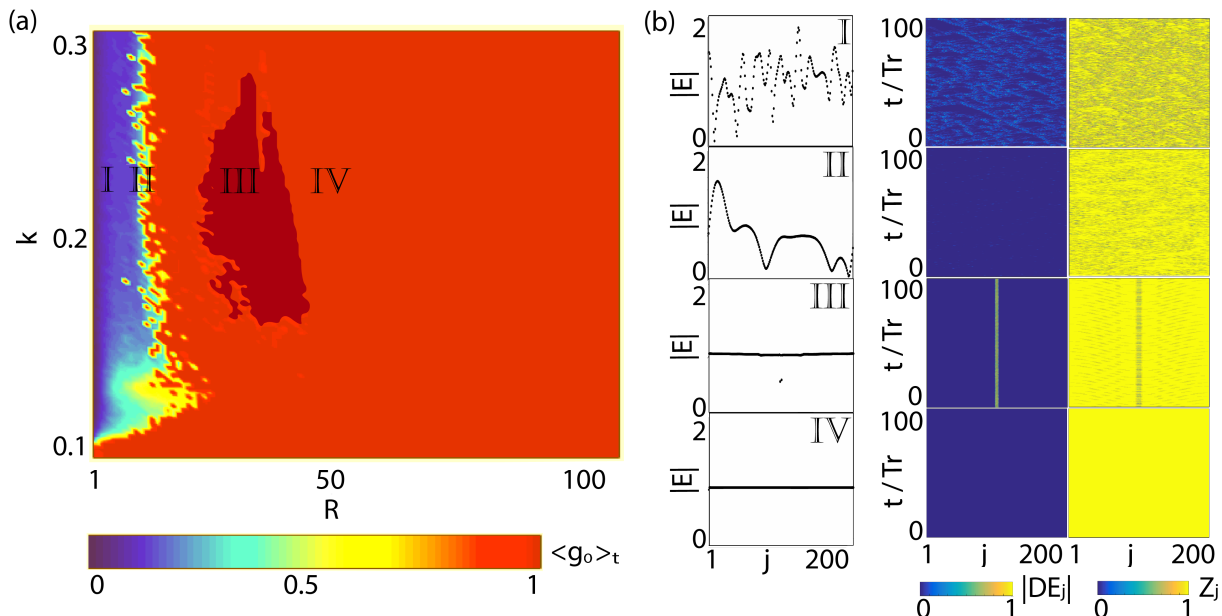 (a)
0.3
I II III IV
k
0.2
0.1
1 50 100
R
<g₀>t
0 0.5 1
(b)
2 I
|E|
0
100
t/Tr
0
2 II
|E|
0
100
t/Tr
0
2 III
|E|
0
100
t/Tr
0
2 IV
|E|
0
100
t/Tr
0
1 j 200
1 j 200 1 j 200
0 1 |DEj| 0 1 Zj